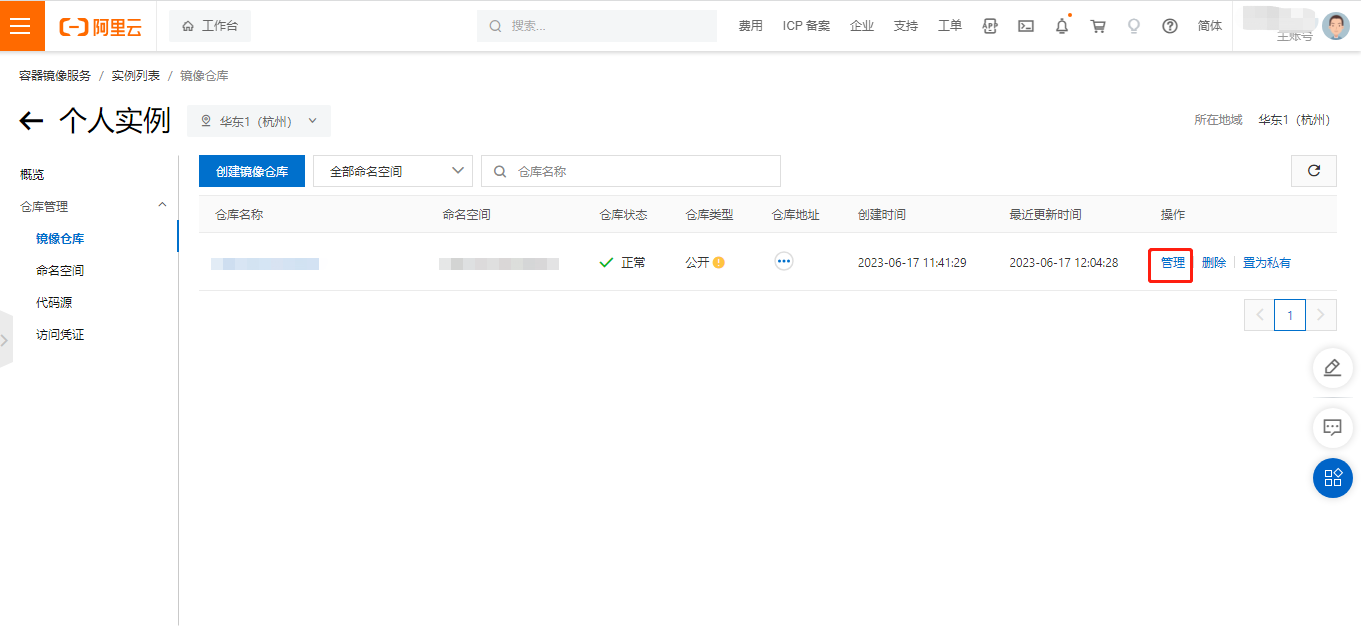 阿里云 工作台 搜索... 费用 ICP 备案 企业 支持 工单 简体
主账号
容器镜像服务 / 实例列表 / 镜像仓库
个人实例 华东1（杭州） 所在地域 华东1（杭州）
概览
仓库管理
镜像仓库
命名空间
代码源
访问凭证
创建镜像仓库 全部命名空间 仓库名称
仓库名称 命名空间 仓库状态 仓库类型 仓库地址 创建时间 最近更新时间 操作
正常 公开 2023-06-17 11:41:29 2023-06-17 12:04:28 管理 删除 置为私有
1